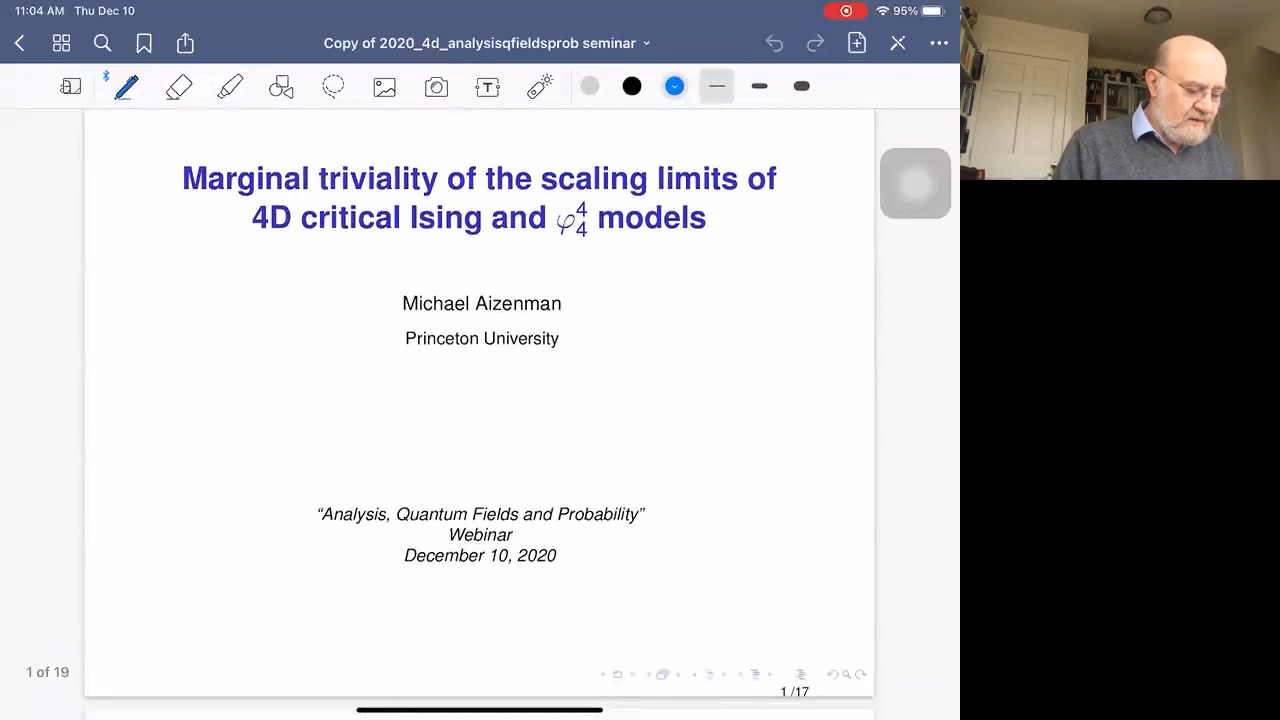 11:04 AM Thu Dec 10
95%
Copy of 2020_4d_analysisqfieldsprob seminar
T
Marginal triviality of the scaling limits of
4D critical Ising and φ⁴₄ models
Michael Aizenman
Princeton University
“Analysis, Quantum Fields and Probability”
Webinar
December 10, 2020
1 of 19
1 /17